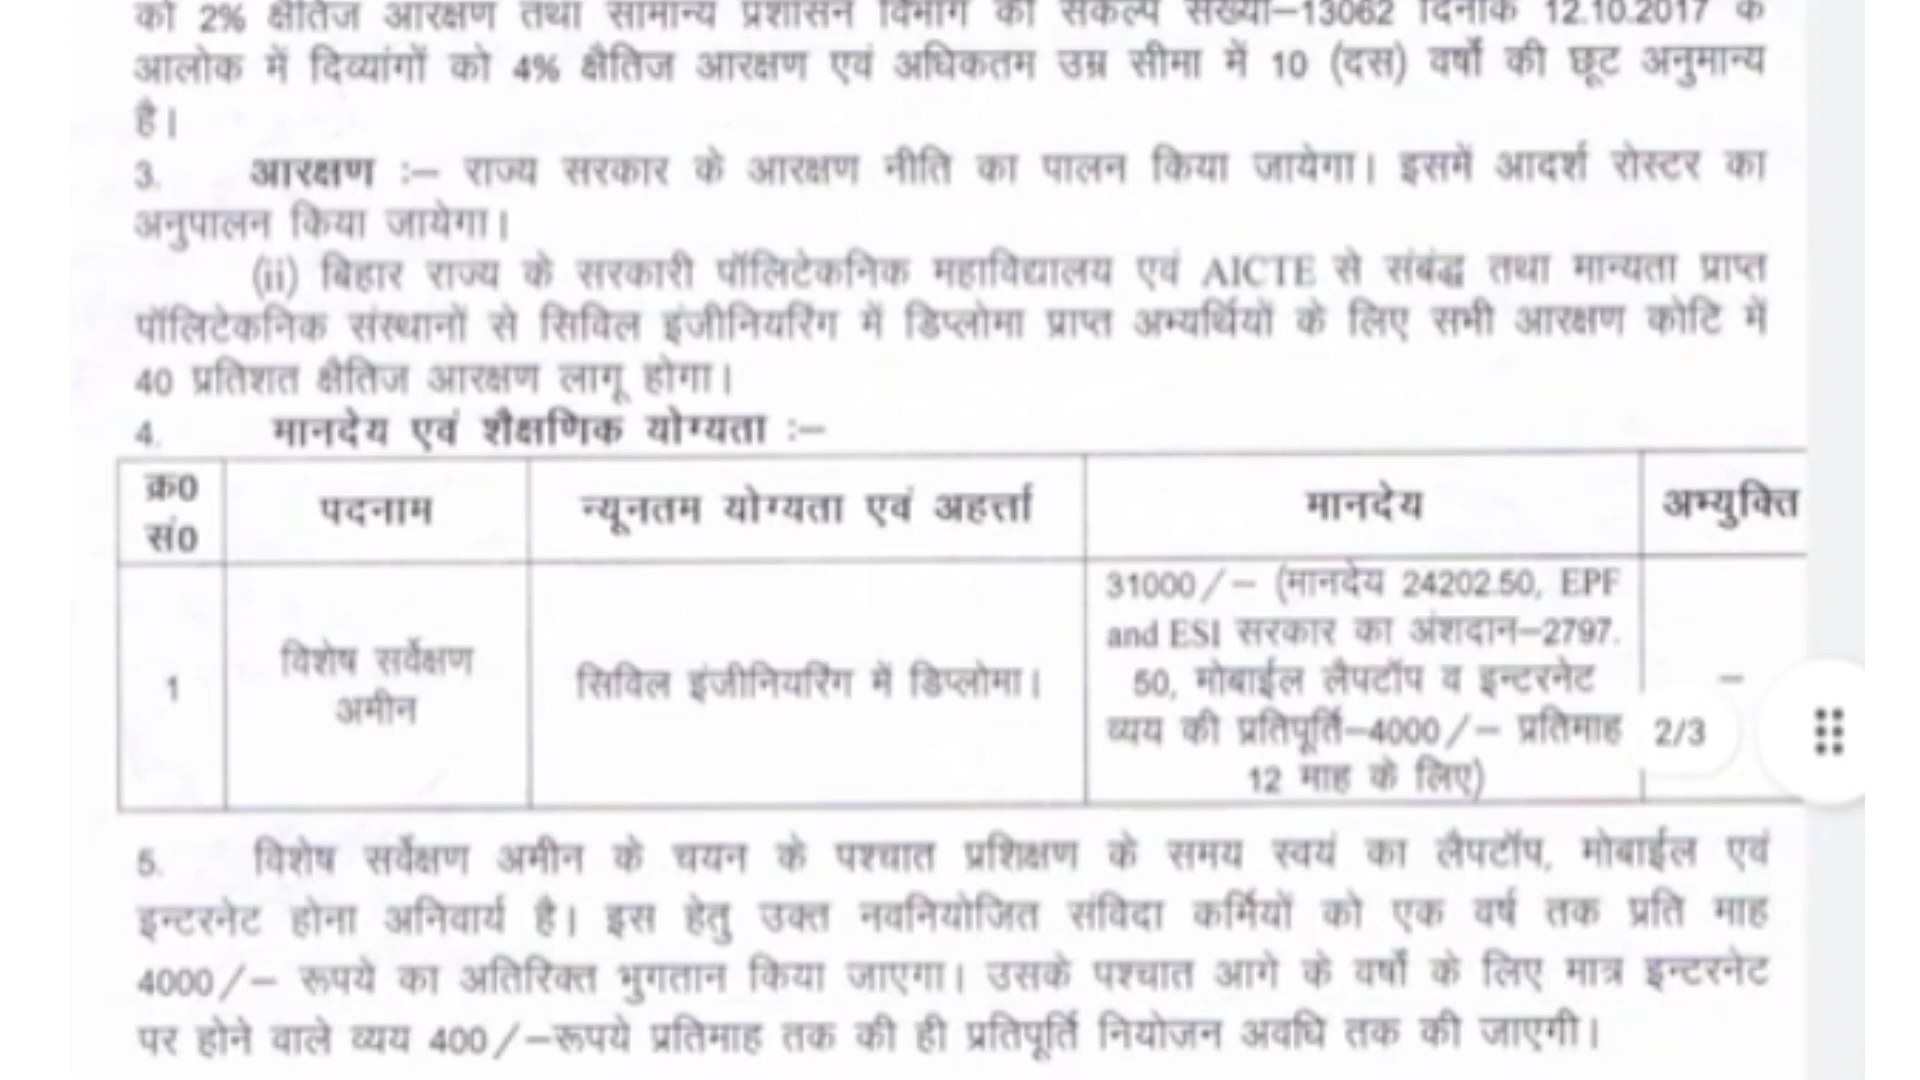 को 2% क्षैतिज आरक्षण तथा सामान्य प्रशासन विभाग का संकल्प संख्या–13062 दिनांक 12.10.2017 के
आलोक में दिव्यांगों को 4% क्षैतिज आरक्षण एवं अधिकतम उम्र सीमा में 10 (दस) वर्षों की छूट अनुमान्य
है।
3. आरक्षण :– राज्य सरकार के आरक्षण नीति का पालन किया जायेगा। इसमें आदर्श रोस्टर का
अनुपालन किया जायेगा।
(ii) बिहार राज्य के सरकारी पॉलिटेकनिक महाविद्यालय एवं AICTE से संबंद्ध तथा मान्यता प्राप्त
पॉलिटेकनिक संस्थानों से सिविल इंजीनियरिंग में डिप्लोमा प्राप्त अभ्यर्थियों के लिए सभी आरक्षण कोटि में
40 प्रतिशत क्षैतिज आरक्षण लागू होगा।
4. मानदेय एवं शैक्षणिक योग्यता :–
क्र0
सं0
पदनाम
न्यूनतम योग्यता एवं अहर्त्ता
मानदेय
अभ्युक्ति
1
विशेष सर्वेक्षण
अमीन
सिविल इंजीनियरिंग में डिप्लोमा।
31000/– (मानदेय 24202.50, EPF
and ESI सरकार का अंशदान–2797.
50, मोबाईल लैपटॉप व इन्टरनेट
व्यय की प्रतिपूर्ति–4000/– प्रतिमाह
12 माह के लिए)
–
2/3
5. विशेष सर्वेक्षण अमीन के चयन के पश्चात प्रशिक्षण के समय स्वयं का लैपटॉप, मोबाईल एवं
इन्टरनेट होना अनिवार्य है। इस हेतु उक्त नवनियोजित संविदा कर्मियों को एक वर्ष तक प्रति माह
4000/– रूपये का अतिरिक्त भुगतान किया जाएगा। उसके पश्चात आगे के वर्षों के लिए मात्र इन्टरनेट
पर होने वाले व्यय 400/–रूपये प्रतिमाह तक की ही प्रतिपूर्ति नियोजन अवधि तक की जाएगी।